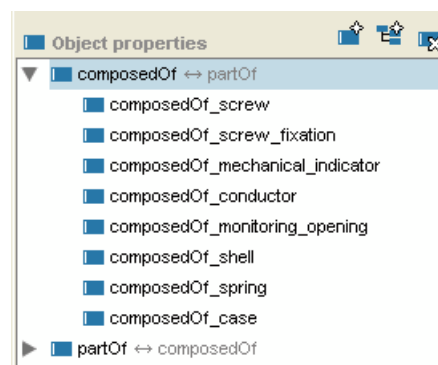 Object properties
composedOf ↔ partOf
composedOf_screw
composedOf_screw_fixation
composedOf_mechanical_indicator
composedOf_conductor
composedOf_monitoring_opening
composedOf_shell
composedOf_spring
composedOf_case
partOf ↔ composedOf